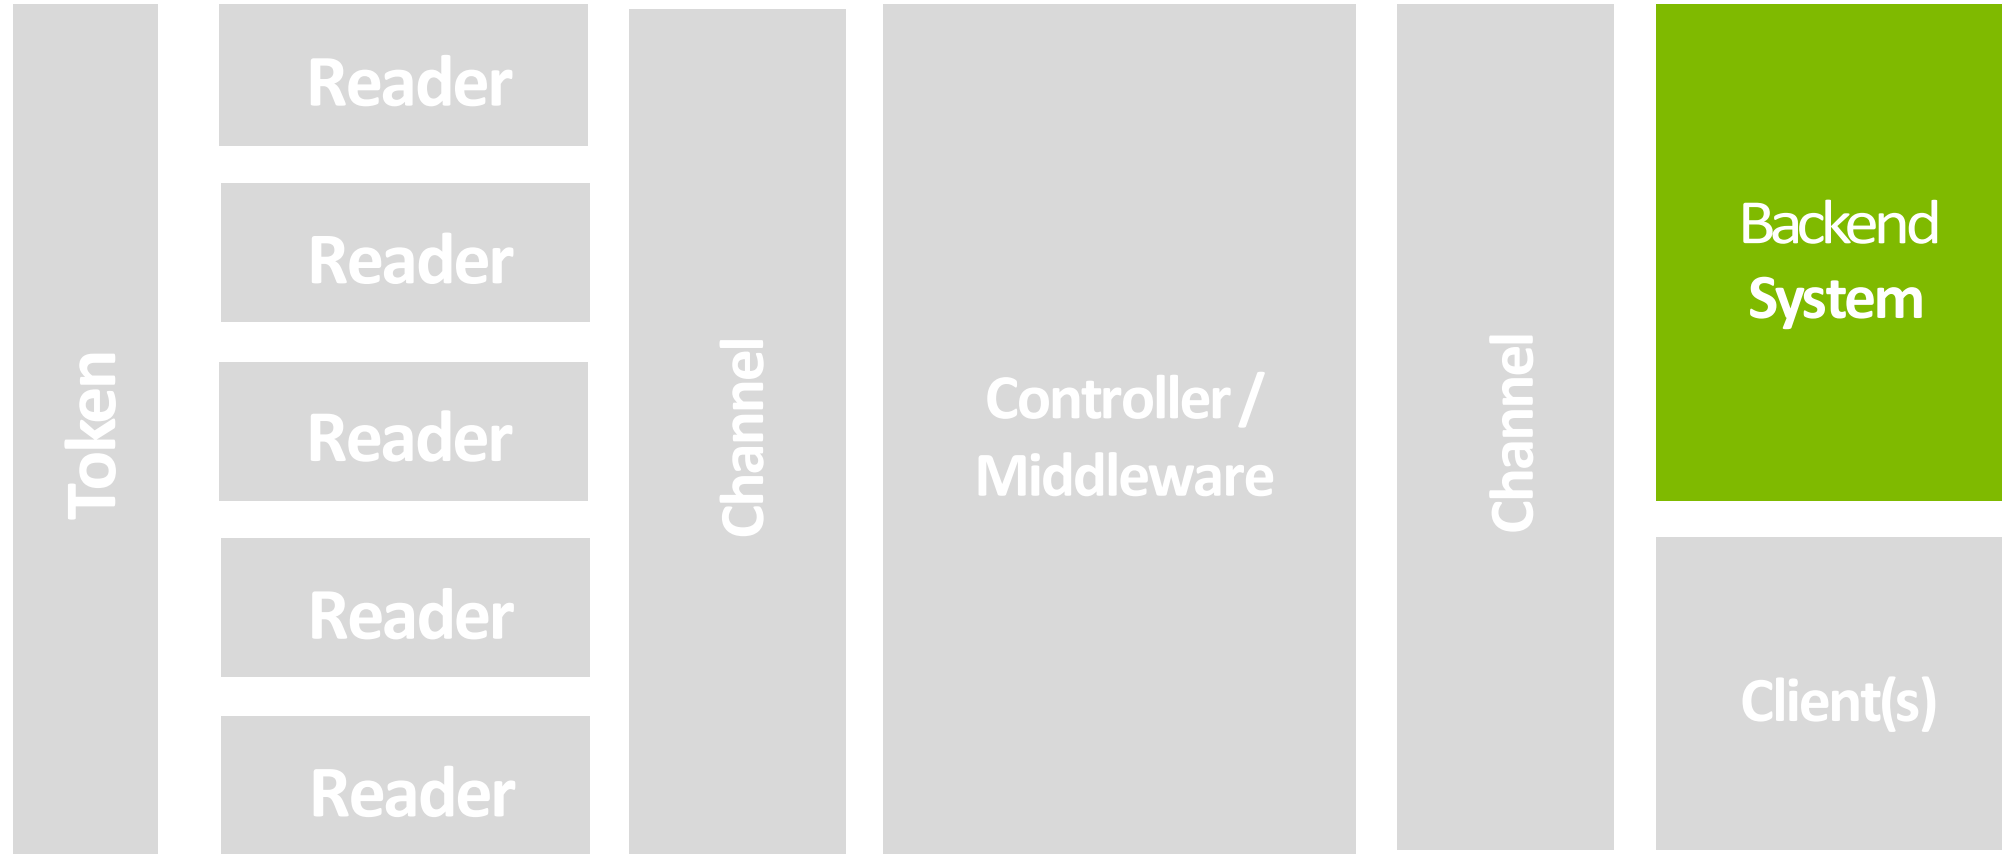 Token
Reader
Reader
Reader
Reader
Reader
Channel
Controller /
Middleware
Channel
Backend
System
Client(s)